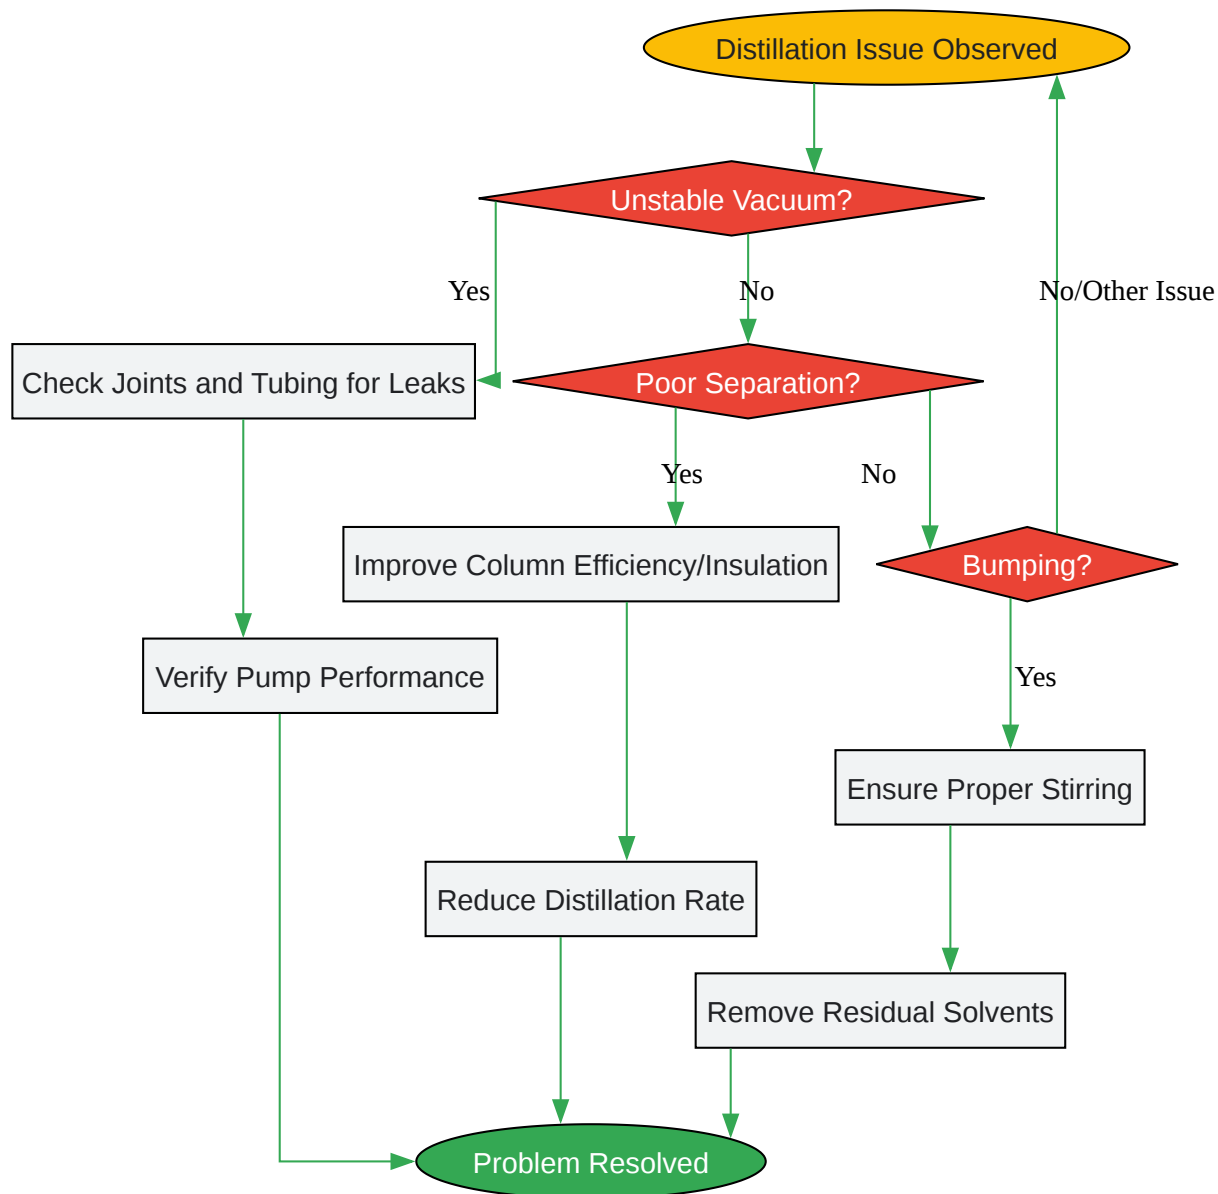 Distillation Issue Observed
Unstable Vacuum?
Yes
No
No/Other Issue
Check Joints and Tubing for Leaks
Poor Separation?
Yes
No
Improve Column Efficiency/Insulation
Bumping?
Verify Pump Performance
Yes
Ensure Proper Stirring
Reduce Distillation Rate
Remove Residual Solvents
Problem Resolved